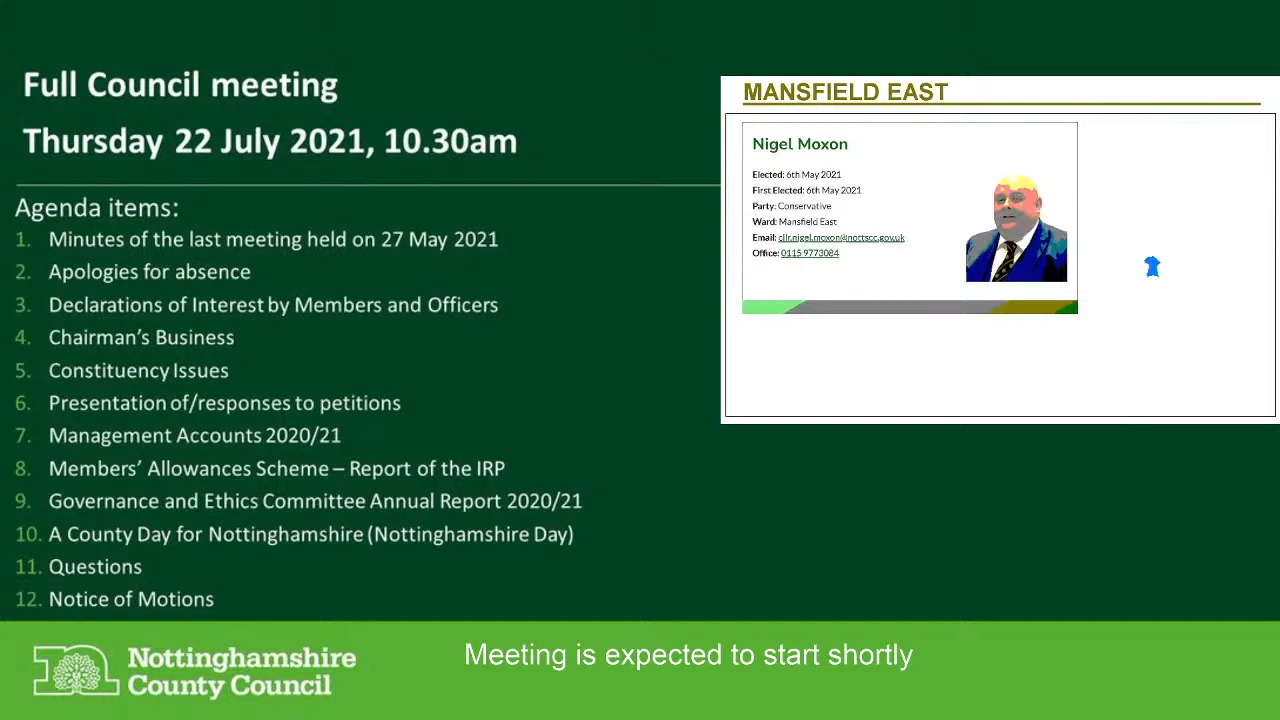 Full Council meeting
Thursday 22 July 2021, 10.30am
Agenda items:
1. Minutes of the last meeting held on 27 May 2021
2. Apologies for absence
3. Declarations of Interest by Members and Officers
4. Chairman’s Business
5. Constituency Issues
6. Presentation of/responses to petitions
7. Management Accounts 2020/21
8. Members’ Allowances Scheme – Report of the IRP
9. Governance and Ethics Committee Annual Report 2020/21
10. A County Day for Nottinghamshire (Nottinghamshire Day)
11. Questions
12. Notice of Motions
MANSFIELD EAST
Nigel Moxon
Elected: 6th May 2021
First Elected: 6th May 2021
Party: Conservative
Ward: Mansfield East
Email: cllr.nigel.moxon@nottscc.gov.uk
Office: 0115 9773084
Nottinghamshire
County Council
Meeting is expected to start shortly